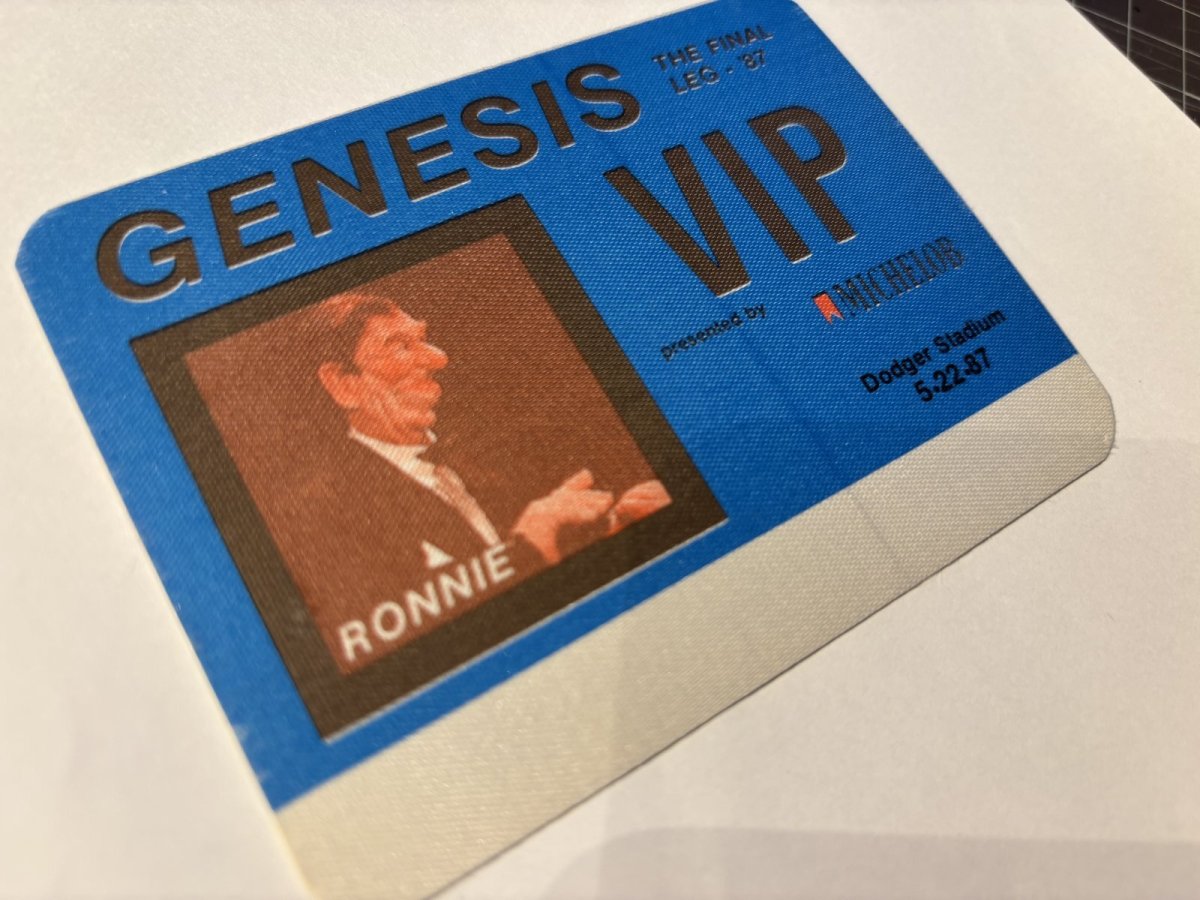 GENESIS
THE FINAL
LEG - '87
VIP
presented by
MICHELOB
Dodger Stadium
5-22-87
RONNIE